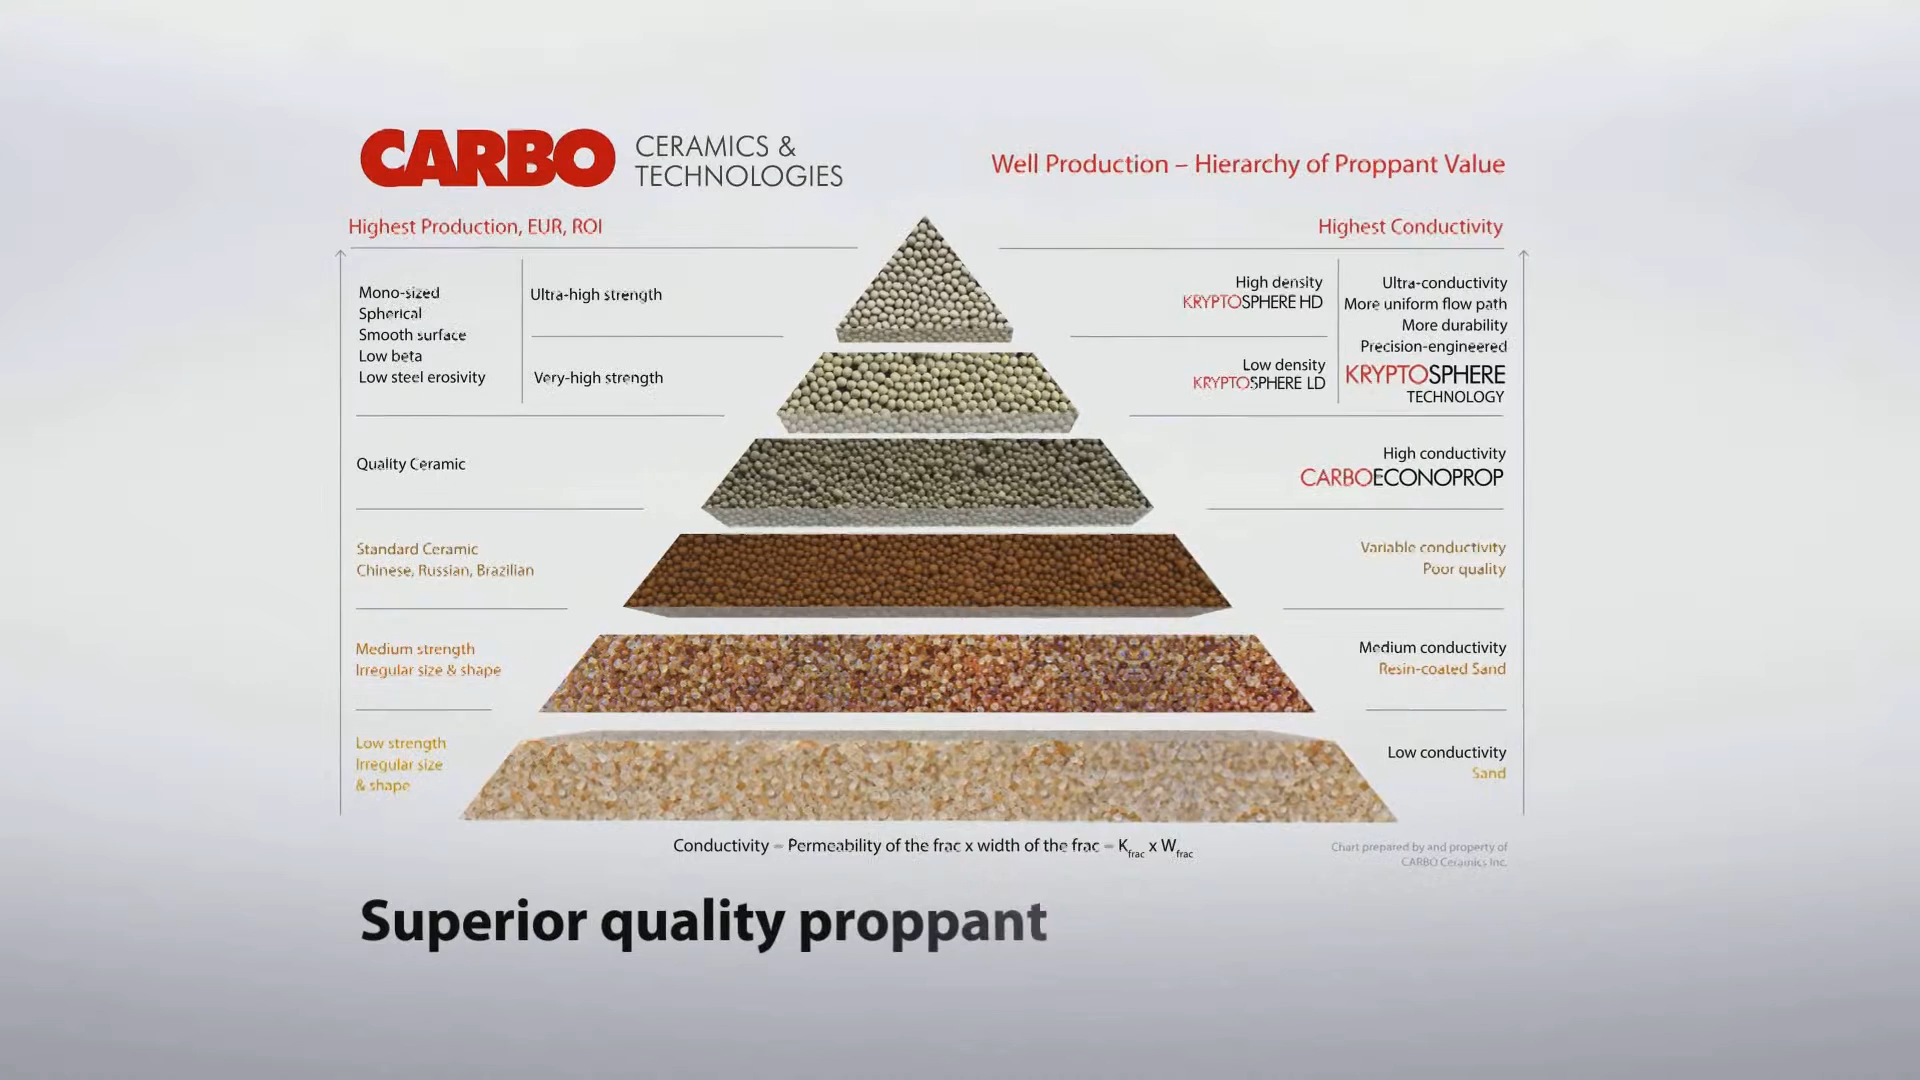 CARBO CERAMICS &
TECHNOLOGIES
Well Production – Hierarchy of Proppant Value
Highest Production, EUR, ROI
Highest Conductivity
Mono-sized
Spherical
Smooth surface
Low beta
Low steel erosivity
Ultra-high strength
Very-high strength
High density
KRYPTOSPHERE HD
Low density
KRYPTOSPHERE LD
Ultra-conductivity
More uniform flow path
More durability
Precision-engineered
KRYPTOSPHERE
TECHNOLOGY
Quality Ceramic
High conductivity
CARBOECONOPROP
Standard Ceramic
Chinese, Russian, Brazilian
Variable conductivity
Poor quality
Medium strength
Irregular size & shape
Medium conductivity
Resin-coated Sand
Low strength
Irregular size
& shape
Low conductivity
Sand
Conductivity = Permeability of the frac x width of the frac = Kfrac x Wfrac
Chart prepared by and property of
CARBO Ceramics Inc.
Superior quality proppant